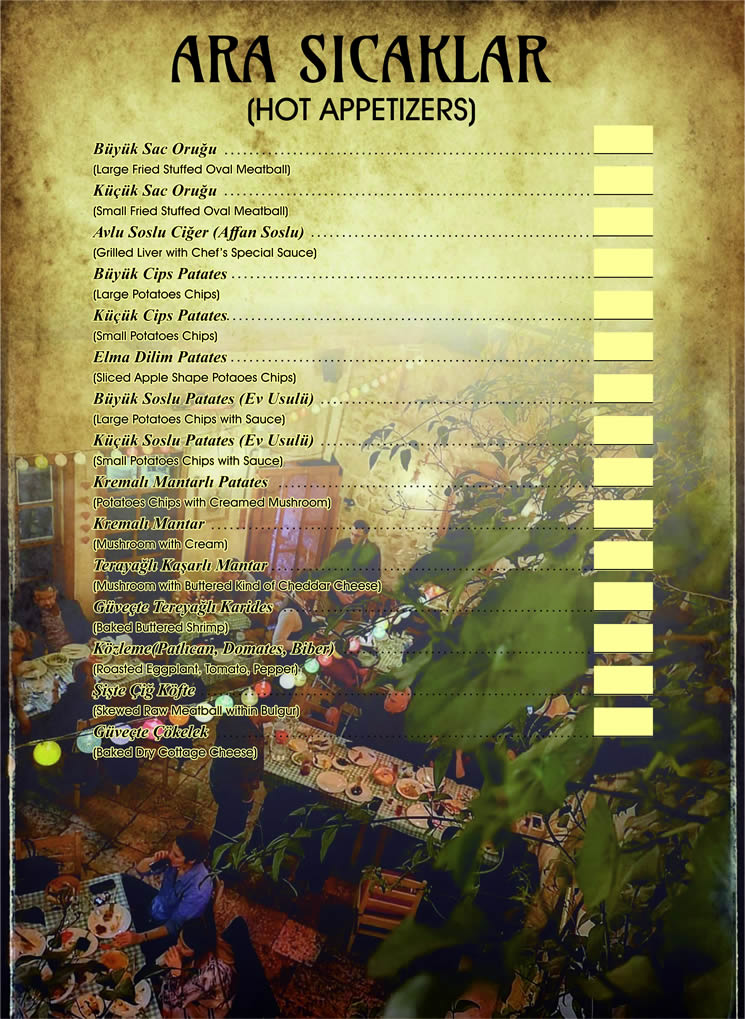 ARA SICAKLAR
(HOT APPETIZERS)
Büyük Sac Oruğu
(Large Fried Stuffed Oval Meatball)
Küçük Sac Oruğu
(Small Fried Stuffed Oval Meatball)
Avlu Soslu Ciğer (Affan Soslu)
(Grilled Liver with Chef's Special Sauce)
Büyük Cips Patates
(Large Potatoes Chips)
Küçük Cips Patates
(Small Potatoes Chips)
Elma Dilim Patates
(Sliced Apple Shape Potaoes Chips)
Büyük Soslu Patates (Ev Usulü)
(Large Potatoes Chips with Sauce)
Küçük Soslu Patates (Ev Usulü)
(Small Potatoes Chips with Sauce)
Kremalı Mantarlı Patates
(Potatoes Chips with Creamed Mushroom)
Kremalı Mantar
(Mushroom with Cream)
Terayağlı Kaşarlı Mantar
(Mushroom with Buttered Kind of Cheddar Cheese)
Güveçte Tereyağlı Karides
(Baked Buttered Shrimp)
Közleme(Patlıcan, Domates, Biber)
(Roasted Eggplant, Tomato, Pepper)
Şişte Çiğ Köfte
(Skewed Raw Meatball within Bulgur)
Güveçte Çökelek
(Baked Dry Cottage Cheese)